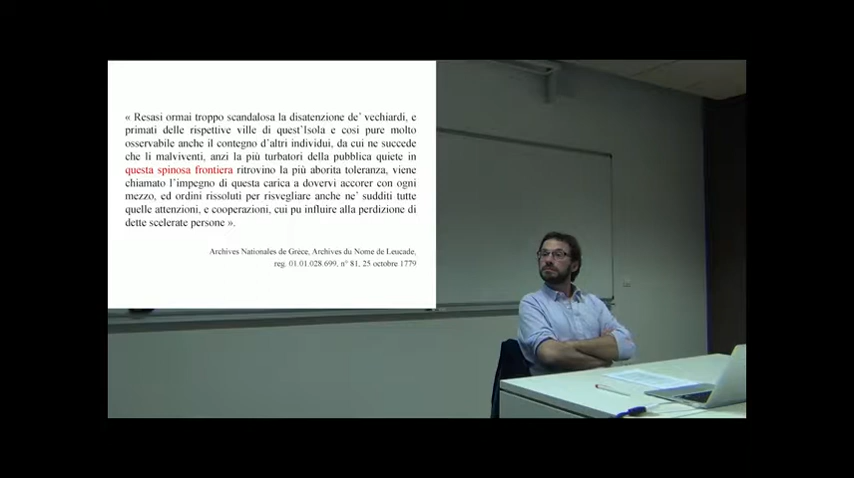 « Resasi ormai troppo scandalosa la disatenzione de' vechiardi, e
primati delle rispettive ville di quest'Isola e cosi pure molto
osservabile anche il contegno d'altri individui, da cui ne succede
che li malviventi, anzi la più turbatori della pubblica quiete in
questa spinosa frontiera ritrovino la più aborita toleranza, viene
chiamato l'impegno di questa carica a dovervi accorer con ogni
mezzo, ed ordini rissoluti per risvegliare anche ne' sudditi tutte
quelle attenzioni, e cooperazioni, cui pu influire alla perdizione di
dette scelerate persone ».
Archives Nationales de Grèce, Archives du Nome de Leucade,
reg. 01.01.028.699, n° 81, 25 octobre 1779